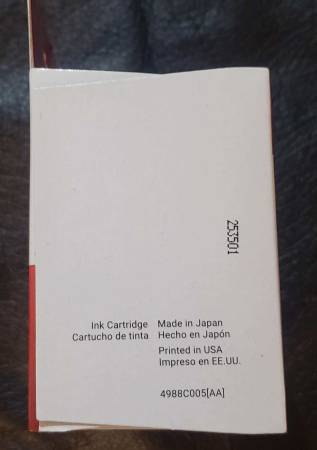 253501
Ink Cartridge Made in Japan
Cartucho de tinta Hecho en Japón
Printed in USA
Impreso en EE.UU.
4988C005[AA]